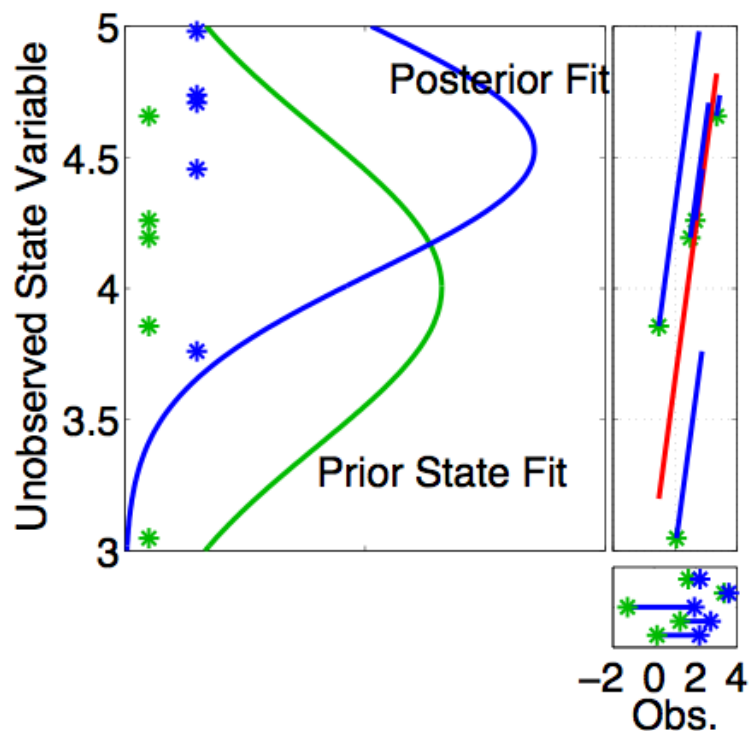 Unobserved State Variable
5
4.5
4
3.5
3
Posterior Fit
Prior State Fit
−2 0 2 4
Obs.